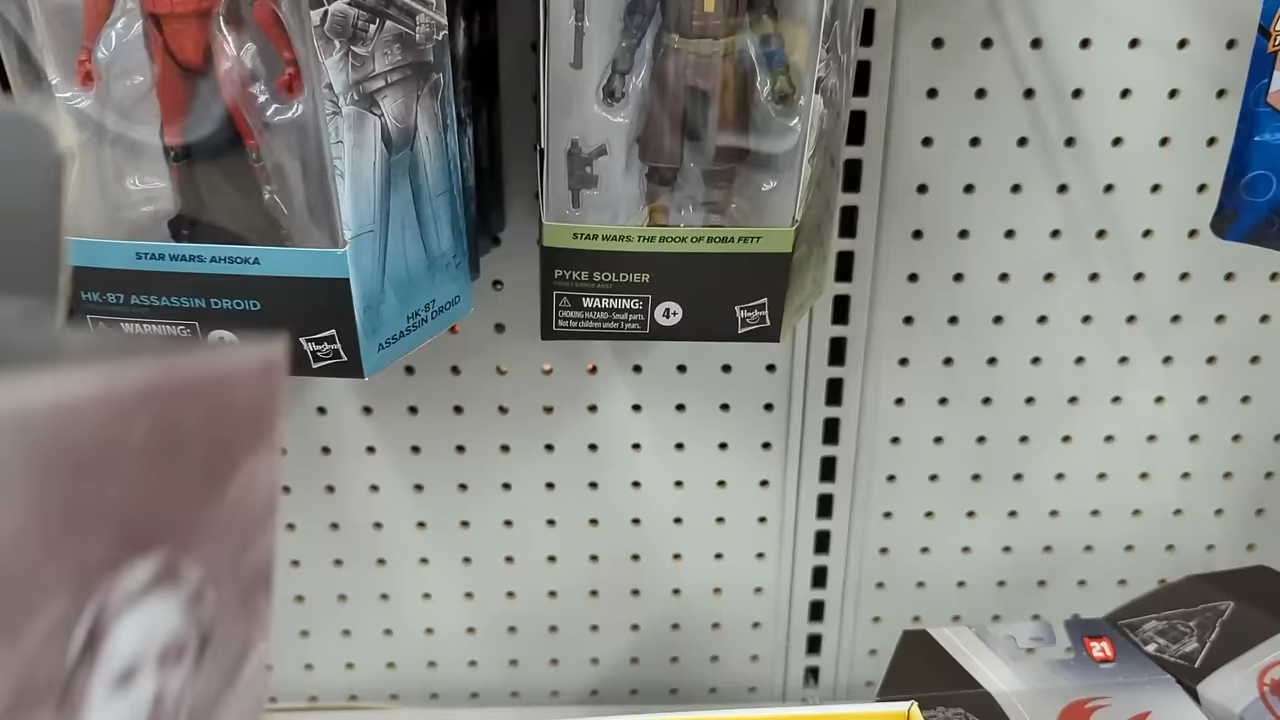 STAR WARS: AHSOKA
HK-87 ASSASSIN DROID
WARNING:
Hasbro
HK-87
ASSASSIN DROID
STAR WARS: THE BOOK OF BOBA FETT
PYKE SOLDIER
WARNING:
CHOKING HAZARD–Small parts.
Not for children under 3 years.
4+
Hasbro
21